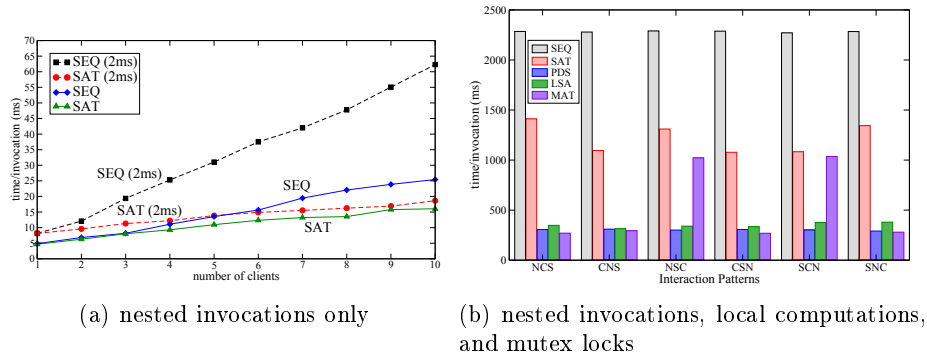 70
65
60
55
50
45
40
35
30
25
20
15
10
5
0
time/invocation (ms)
SEQ (2ms)
SAT (2ms)
SEQ
SAT
SEQ (2ms)
SAT (2ms)
SEQ
SAT
1 2 3 4 5 6 7 8 9 10
number of clients
(a) nested invocations only
2500
2000
1500
1000
500
0
time/invocation (ms)
SEQ
SAT
PDS
LSA
MAT
NCS CNS NSC CSN SCN SNC
Interaction Patterns
(b) nested invocations, local computations,
and mutex locks